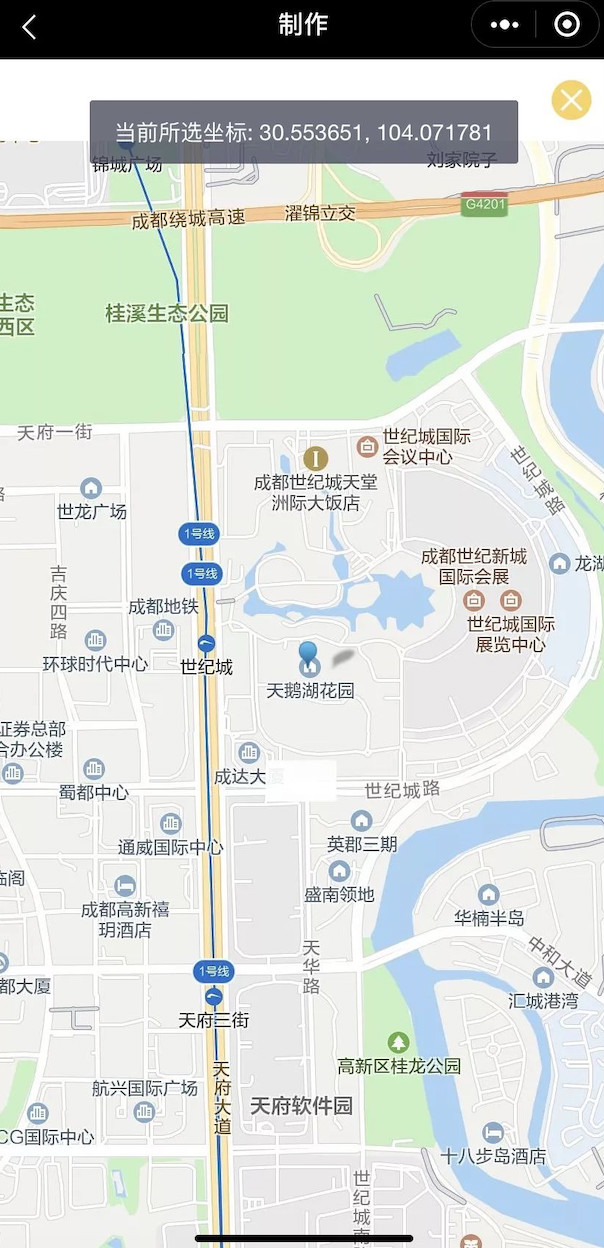 制作
当前所选坐标: 30.553651, 104.071781
锦城广场
刘家院子
G4201
成都绕城高速
濯锦立交
生态
西区
桂溪生态公园
天府一街
世纪城国际
会议中心
世纪城路
成都世纪城天堂
洲际大饭店
世龙广场
1号线
成都世纪新城
国际会展
龙湖
1号线
吉庆四路
成都地铁
世纪城国际
展览中心
环球时代中心
世纪城
天鹅湖花园
证券总部
合办公楼
成达大
蜀都中心
世纪城路
通威国际中心
英郡三期
临阁
盛南领地
成都高新禧
玥酒店
华楠半岛
天华路
中和大道
1号线
都大厦
汇城港湾
天府三街
高新区桂龙公园
天府大道
航兴国际广场
天府软件园
CG国际中心
十八步岛酒店
世纪城南